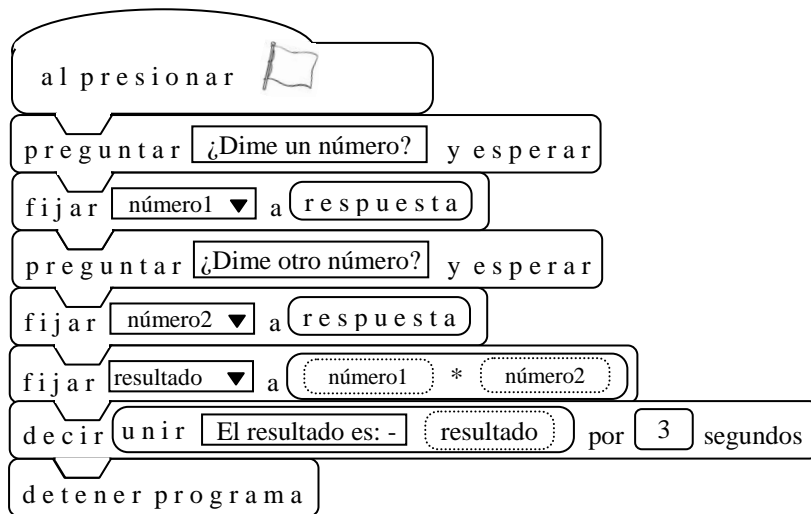 al presionar
preguntar ¿Dime un número? y esperar
fijar número1 a respuesta
preguntar ¿Dime otro número? y esperar
fijar número2 a respuesta
fijar resultado a número1 * número2
decir unir El resultado es: - resultado por 3 segundos
detener programa